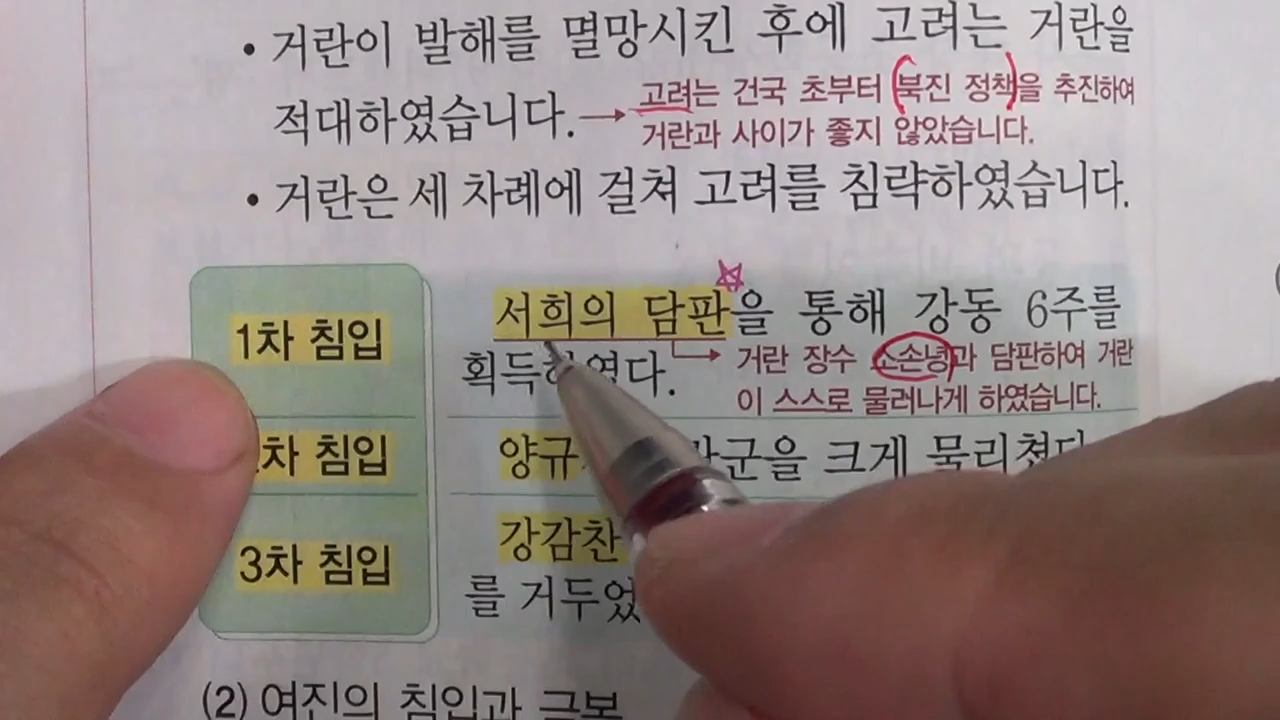 • 거란이 발해를 멸망시킨 후에 고려는 거란을
적대하였습니다.
고려는 건국 초부터 북진 정책을 추진하여
거란과 사이가 좋지 않았습니다.
• 거란은 세 차례에 걸쳐 고려를 침략하였습니다.
1차 침입
서희의 담판을 통해 강동 6주를
획득하였다.
거란 장수 소손녕과 담판하여 거란
이 스스로 물러나게 하였습니다.
차 침입
양규 군을 크게 물리쳤다
3차 침입
강감찬
를 거두었
(2) 여진의 침입과 극복